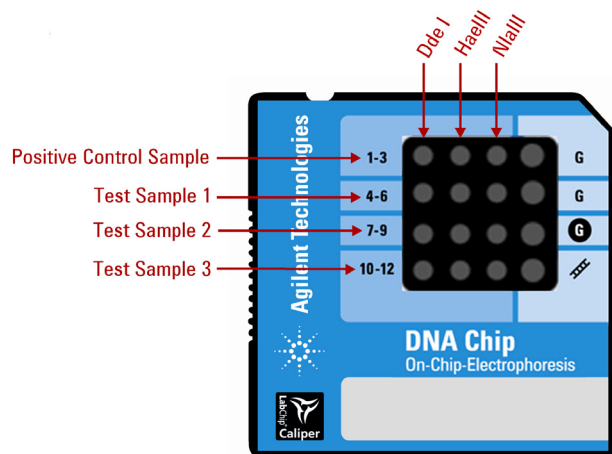 Dde I
HaeIII
NlaIII
Positive Control Sample
1-3
G
Test Sample 1
4-6
G
Test Sample 2
7-9
G
Test Sample 3
10-12
Agilent Technologies
DNA Chip
On-Chip-Electrophoresis
LabChip
Caliper